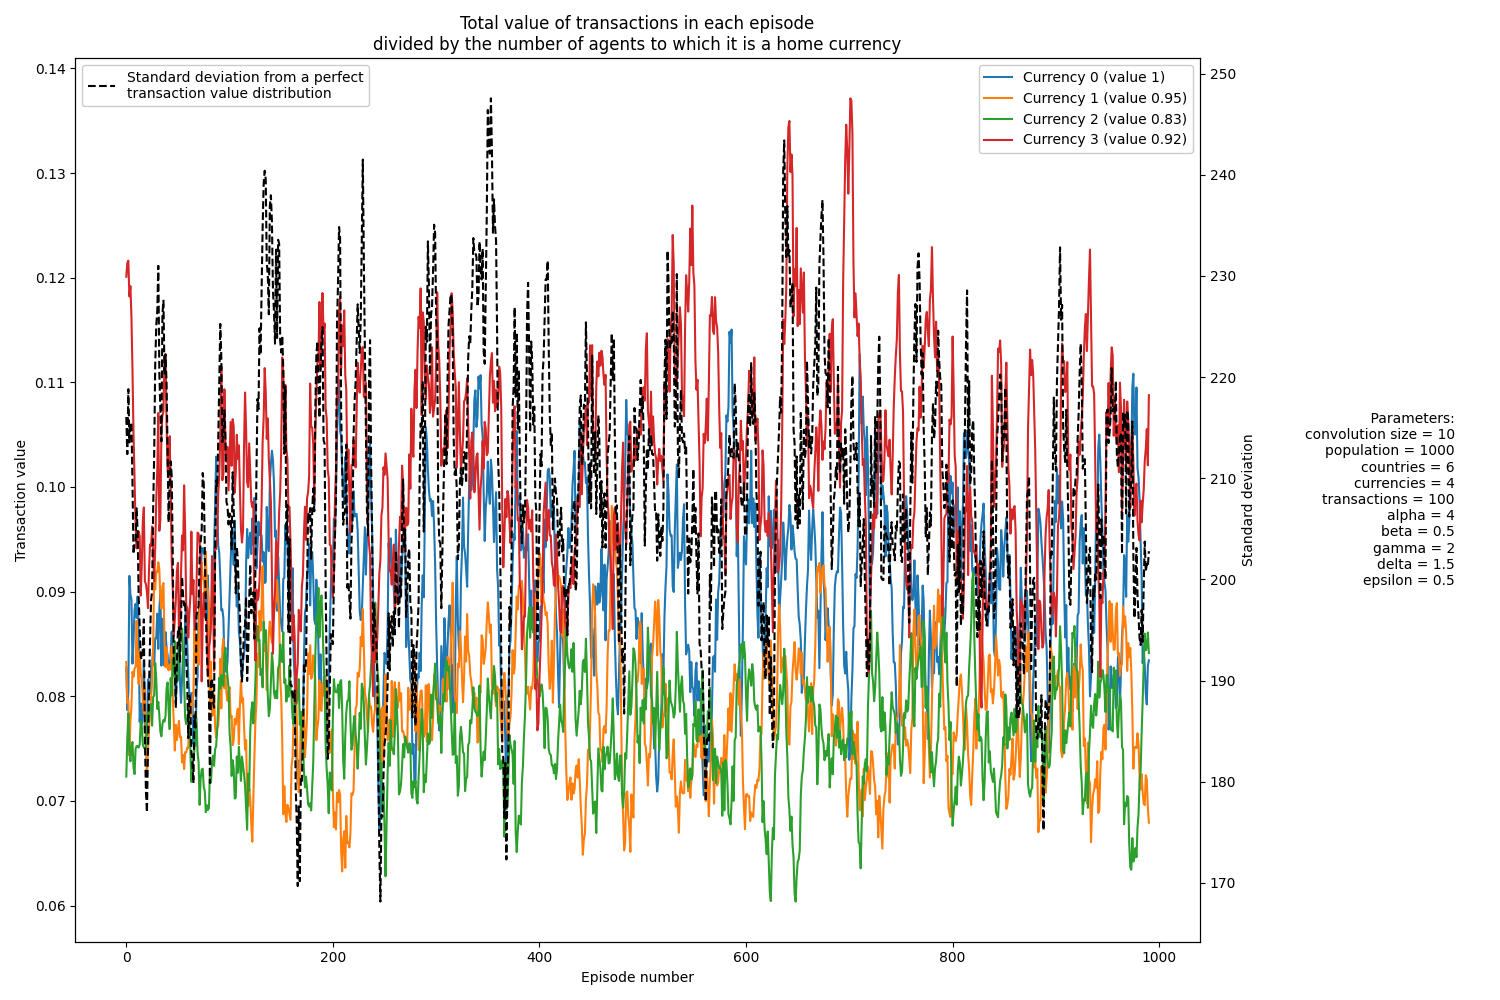 Total value of transactions in each episode
divided by the number of agents to which it is a home currency
Standard deviation from a perfect
transaction value distribution
Currency 0 (value 1)
Currency 1 (value 0.95)
Currency 2 (value 0.83)
Currency 3 (value 0.92)
Transaction value
0.14
0.13
0.12
0.11
0.10
0.09
0.08
0.07
0.06
0
200
400
600
800
1000
Episode number
250
240
230
220
210
200
190
180
170
Standard deviation
Parameters:
convolution size = 10
population = 1000
countries = 6
currencies = 4
transactions = 100
alpha = 4
beta = 0.5
gamma = 2
delta = 1.5
epsilon = 0.5